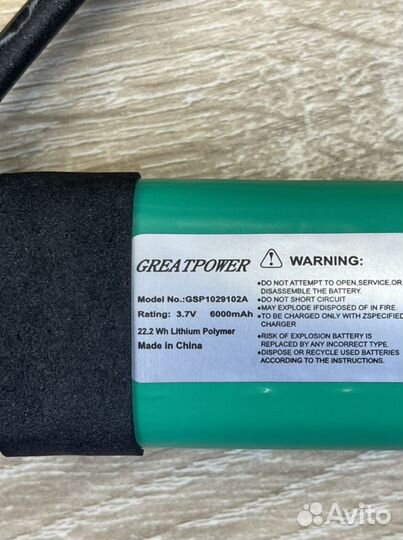 GREATPOWER
Model No.:GSP1029102A
Rating: 3.7V 6000mAh
22.2 Wh Lithium Polymer
Made in China
WARNING:
•DO NOT ATTEMPT TO OPEN,SERVICE,OR
DISASSEMBLE THE BATTERY.
•DO NOT SHORT CIRCUIT
•MAY EXPLODE IFDISPOSED OF IN FIRE
•TO BE CHARGED ONLY WITH ZSPECIFIED
CHARGER
•RISK OF EXPLOSION BATTERY IS
REPLACED BY ANY INCORRECT TYPE.
•DISPOSE OR RECYCLE USED BATTERIES
ACCORDING TO THE INSTRUCTIONS.
Avito